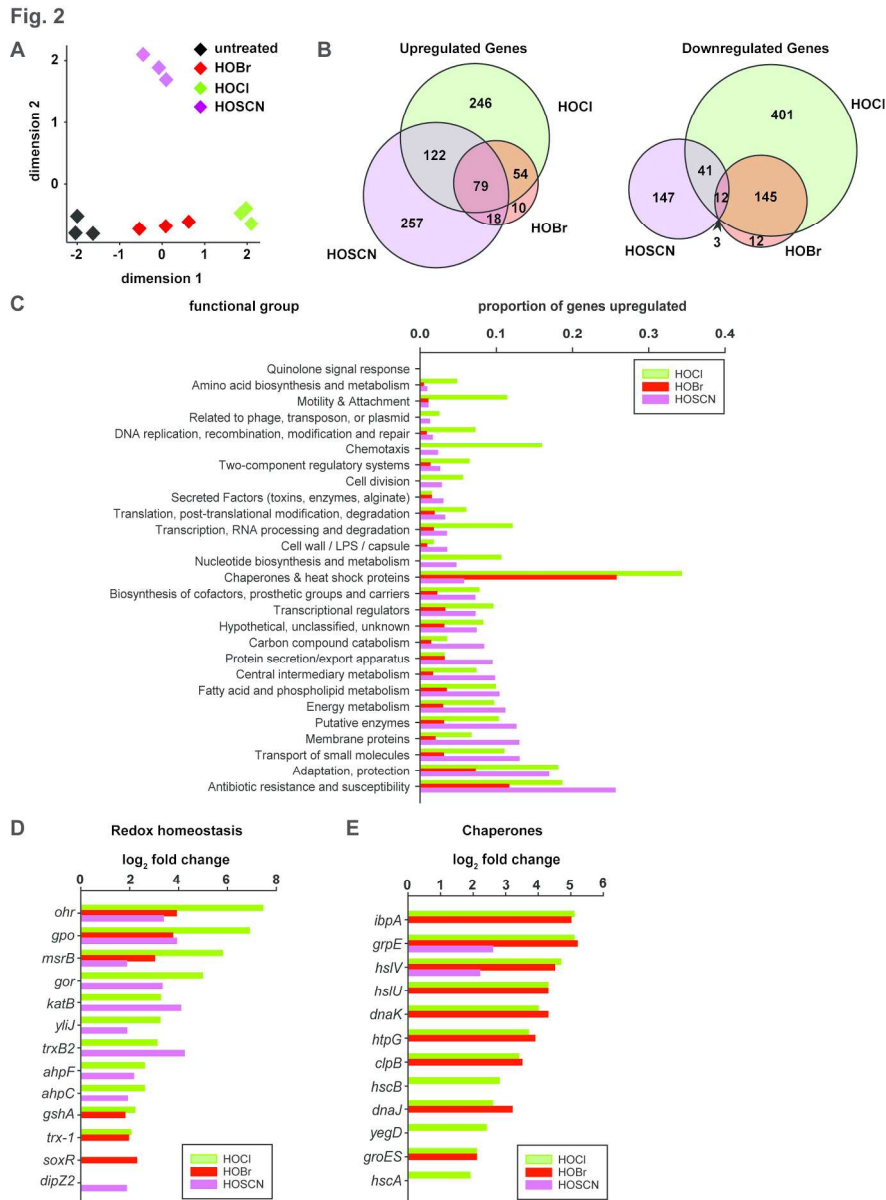 Fig. 2
A
untreated
HOBr
HOCl
HOSCN
dimension 2
2
1
0
-2
-1
0
1
2
dimension 1
B
Upregulated Genes
Downregulated Genes
246
HOCl
122
54
79
10
18
257
HOBr
HOSCN
401
HOCl
41
147
12
145
HOSCN
3
12
HOBr
C
functional group
proportion of genes upregulated
0.0 0.1 0.2 0.3 0.4
HOCl
HOBr
HOSCN
Quinolone signal response
Amino acid biosynthesis and metabolism
Motility & Attachment
Related to phage, transposon, or plasmid
DNA replication, recombination, modification and repair
Chemotaxis
Two-component regulatory systems
Cell division
Secreted Factors (toxins, enzymes, alginate)
Translation, post-translational modification, degradation
Transcription, RNA processing and degradation
Cell wall / LPS / capsule
Nucleotide biosynthesis and metabolism
Chaperones & heat shock proteins
Biosynthesis of cofactors, prosthetic groups and carriers
Transcriptional regulators
Hypothetical, unclassified, unknown
Carbon compound catabolism
Protein secretion/export apparatus
Central intermediary metabolism
Fatty acid and phospholipid metabolism
Energy metabolism
Putative enzymes
Membrane proteins
Transport of small molecules
Adaptation, protection
Antibiotic resistance and susceptibility
D
Redox homeostasis
log2 fold change
0 2 4 6 8
ohr
gpo
msrB
gor
katB
yliJ
trxB2
ahpF
ahpC
gshA
trx-1
soxR
dipZ2
HOCl
HOBr
HOSCN
E
Chaperones
log2 fold change
0 1 2 3 4 5 6
ibpA
grpE
hslV
hslU
dnaK
htpG
clpB
hscB
dnaJ
yegD
groES
hscA
HOCl
HOBr
HOSCN